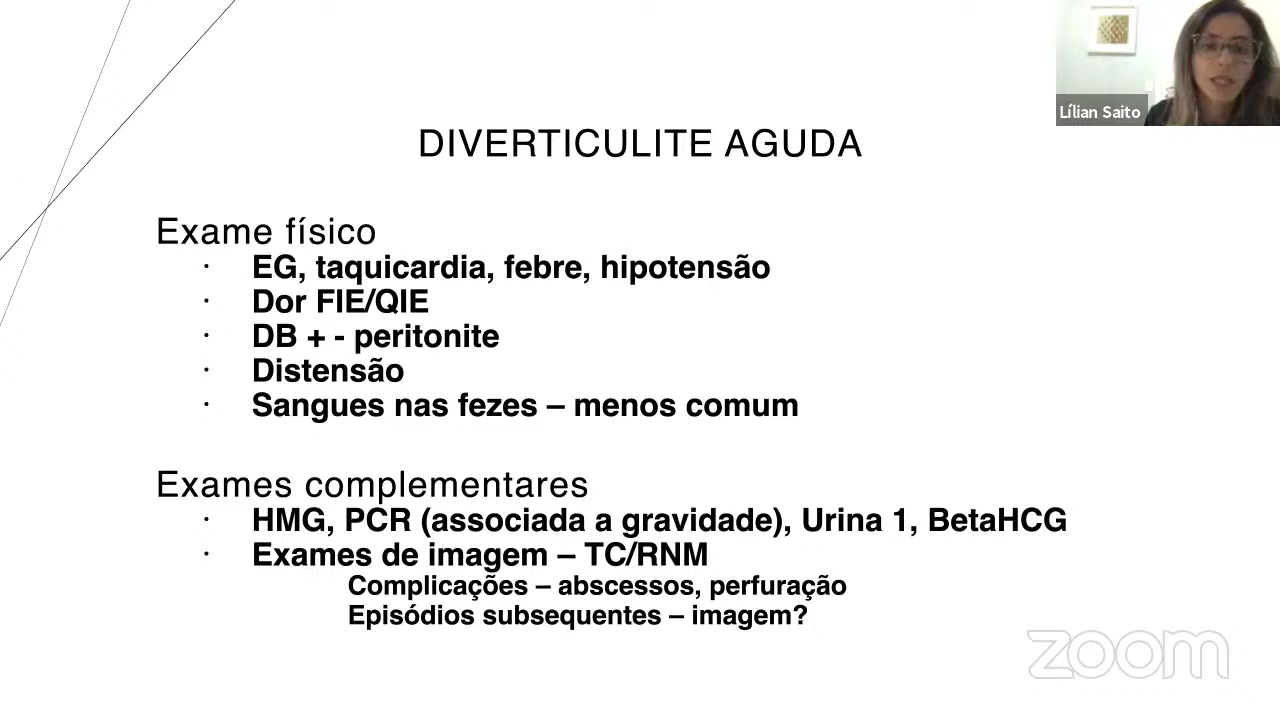 Lílian Saito
DIVERTICULITE AGUDA
Exame físico
· EG, taquicardia, febre, hipotensão
· Dor FIE/QIE
· DB + - peritonite
· Distensão
· Sangues nas fezes – menos comum
Exames complementares
· HMG, PCR (associada a gravidade), Urina 1, BetaHCG
· Exames de imagem – TC/RNM
Complicações – abscessos, perfuração
Episódios subsequentes – imagem?
zoom